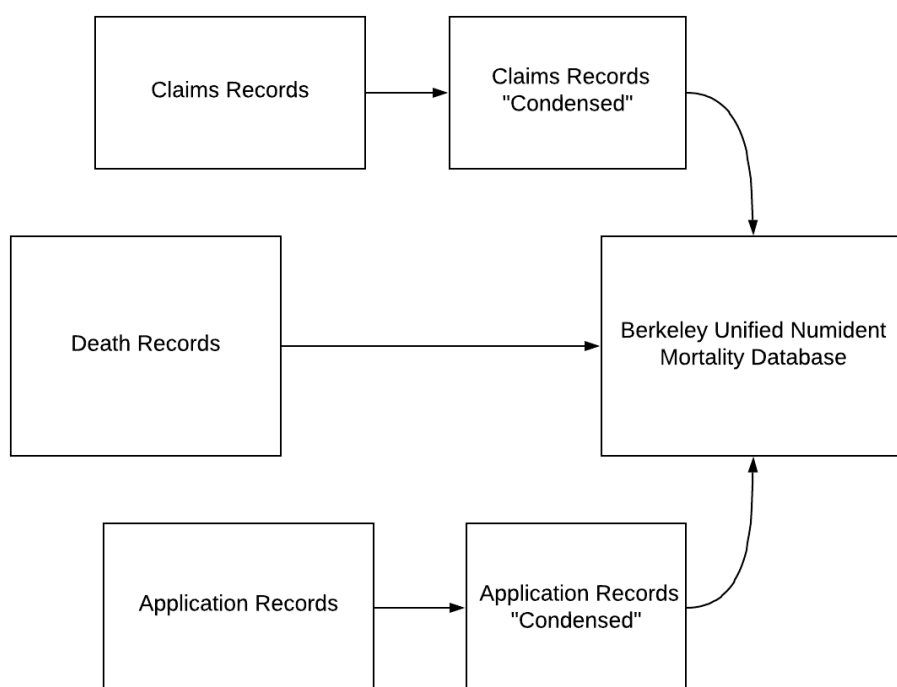 Claims Records
Claims Records
"Condensed"
Death Records
Berkeley Unified Numident
Mortality Database
Application Records
Application Records
"Condensed"